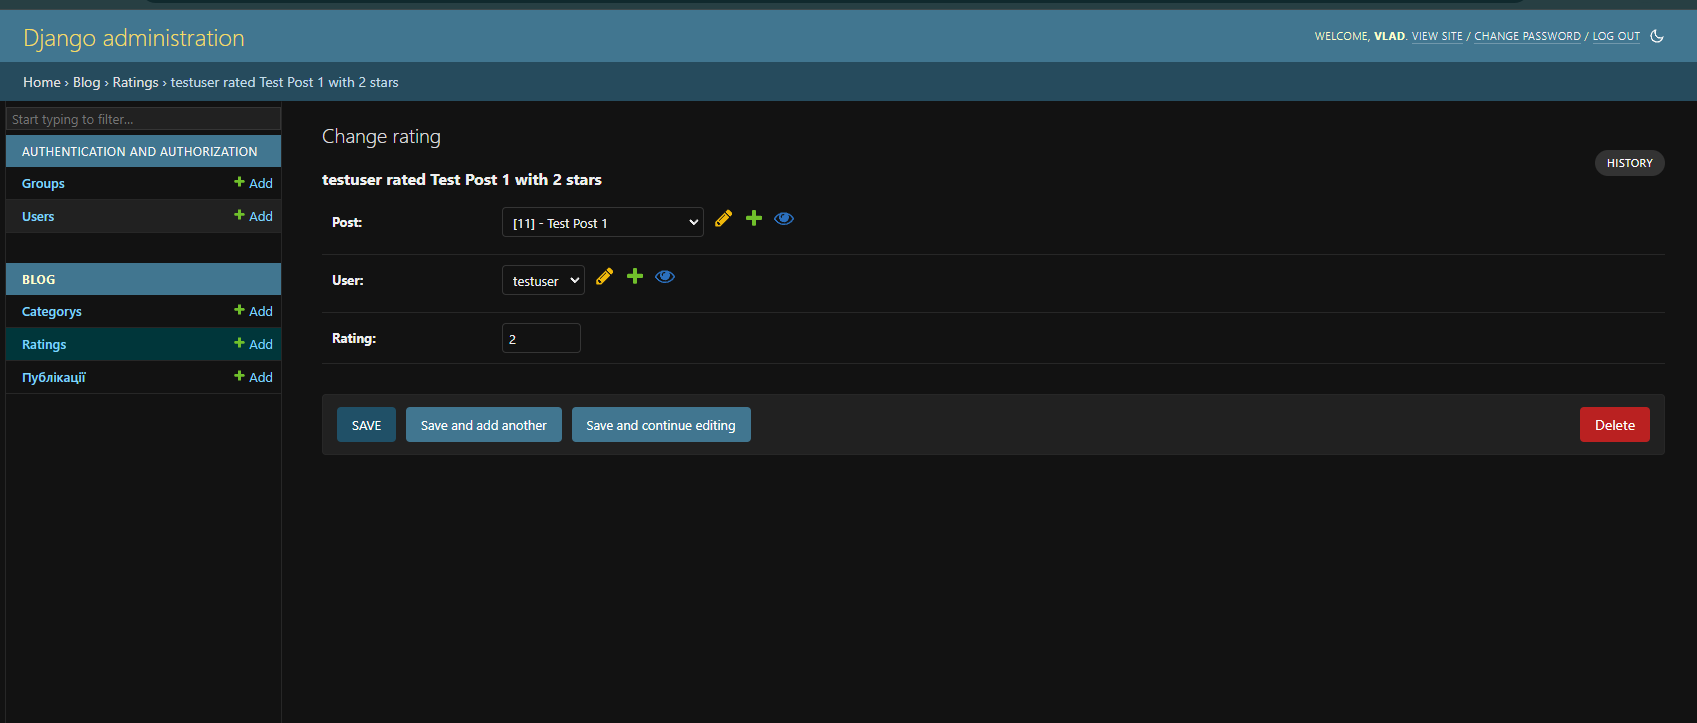 Django administration
WELCOME, VLAD. VIEW SITE / CHANGE PASSWORD / LOG OUT
Home › Blog › Ratings › testuser rated Test Post 1 with 2 stars
Start typing to filter...
AUTHENTICATION AND AUTHORIZATION
Groups + Add
Users + Add
BLOG
Categorys + Add
Ratings + Add
Публікації + Add
Change rating
HISTORY
testuser rated Test Post 1 with 2 stars
Post: [11] - Test Post 1
User: testuser
Rating: 2
SAVE Save and add another Save and continue editing Delete